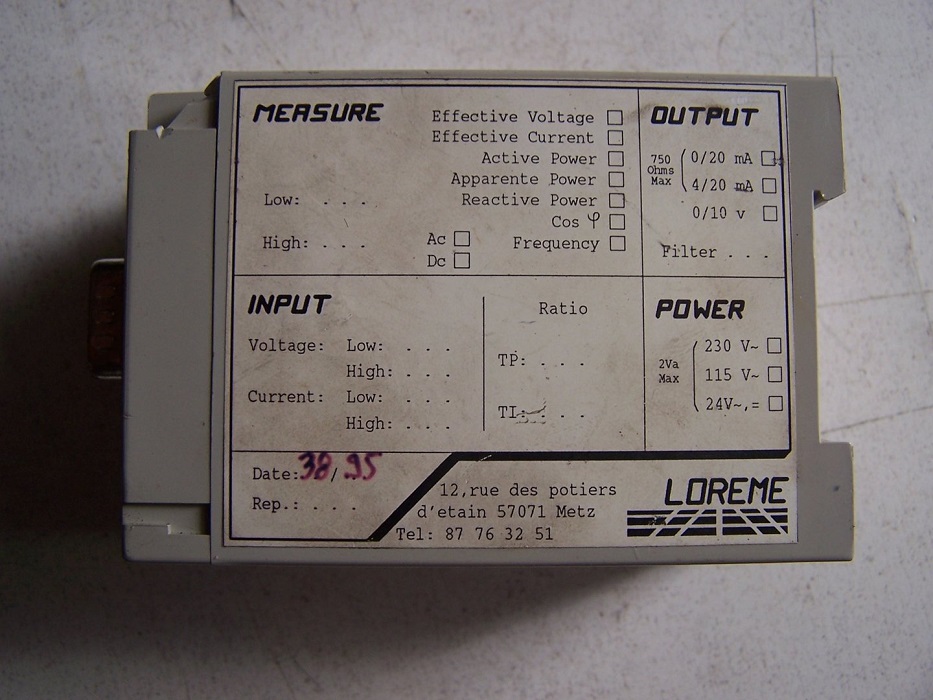 MEASURE
Effective Voltage
Effective Current
Active Power
Apparente Power
Reactive Power
Cos φ
Frequency
Low: . . .
High: . . .
Ac
Dc
OUTPUT
750 Ohms Max
0/20 mA
4/20 mA
0/10 v
Filter . . .
INPUT
Voltage: Low: . . .
High: . . .
Current: Low: . . .
High: . . .
Ratio
TP: . . .
TI: . . .
POWER
2Va Max
230 V~
115 V~
24V~,=
Date: 38/95
Rep.: . . .
12,rue des potiers
d'etain 57071 Metz
Tel: 87 76 32 51
LOREME